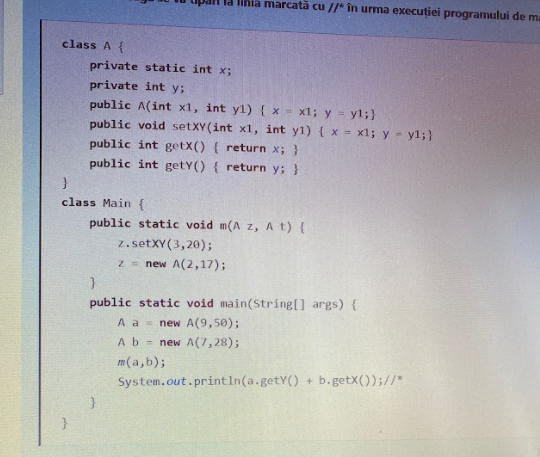 va tipări la linia marcată cu //* în urma execuției programului de
class A {
private static int x;
private int y;
public A(int x1, int y1) { x = x1; y = y1;}
public void setXY(int x1, int y1) { x = x1; y = y1;}
public int getX() { return x; }
public int getY() { return y; }
}
class Main {
public static void m(A z, A t) {
z.setXY(3,20);
z = new A(2,17);
}
public static void main(String[] args) {
A a = new A(9,50);
A b = new A(7,28);
m(a,b);
System.out.println(a.getY() + b.getX());//*
}
}